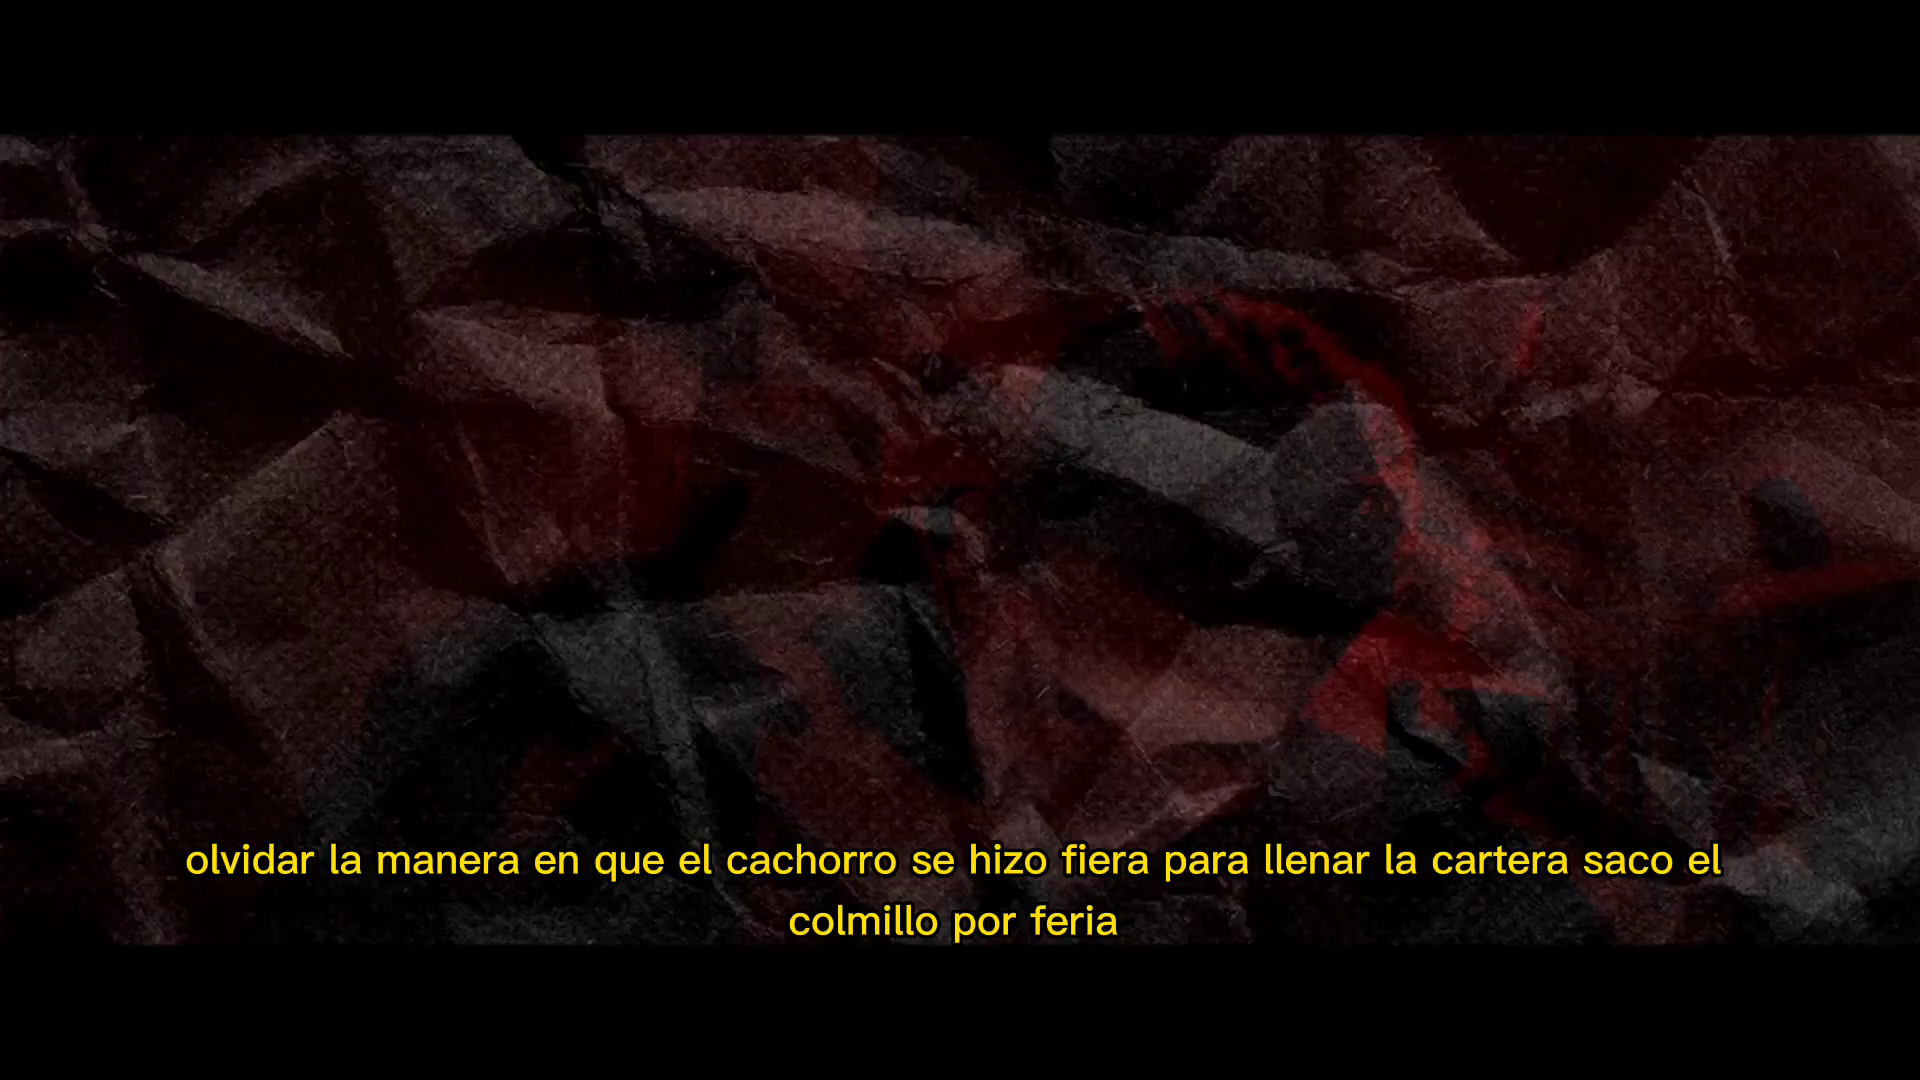 olvidar la manera en que el cachorro se hizo fiera para llenar la cartera saco el
colmillo por feria